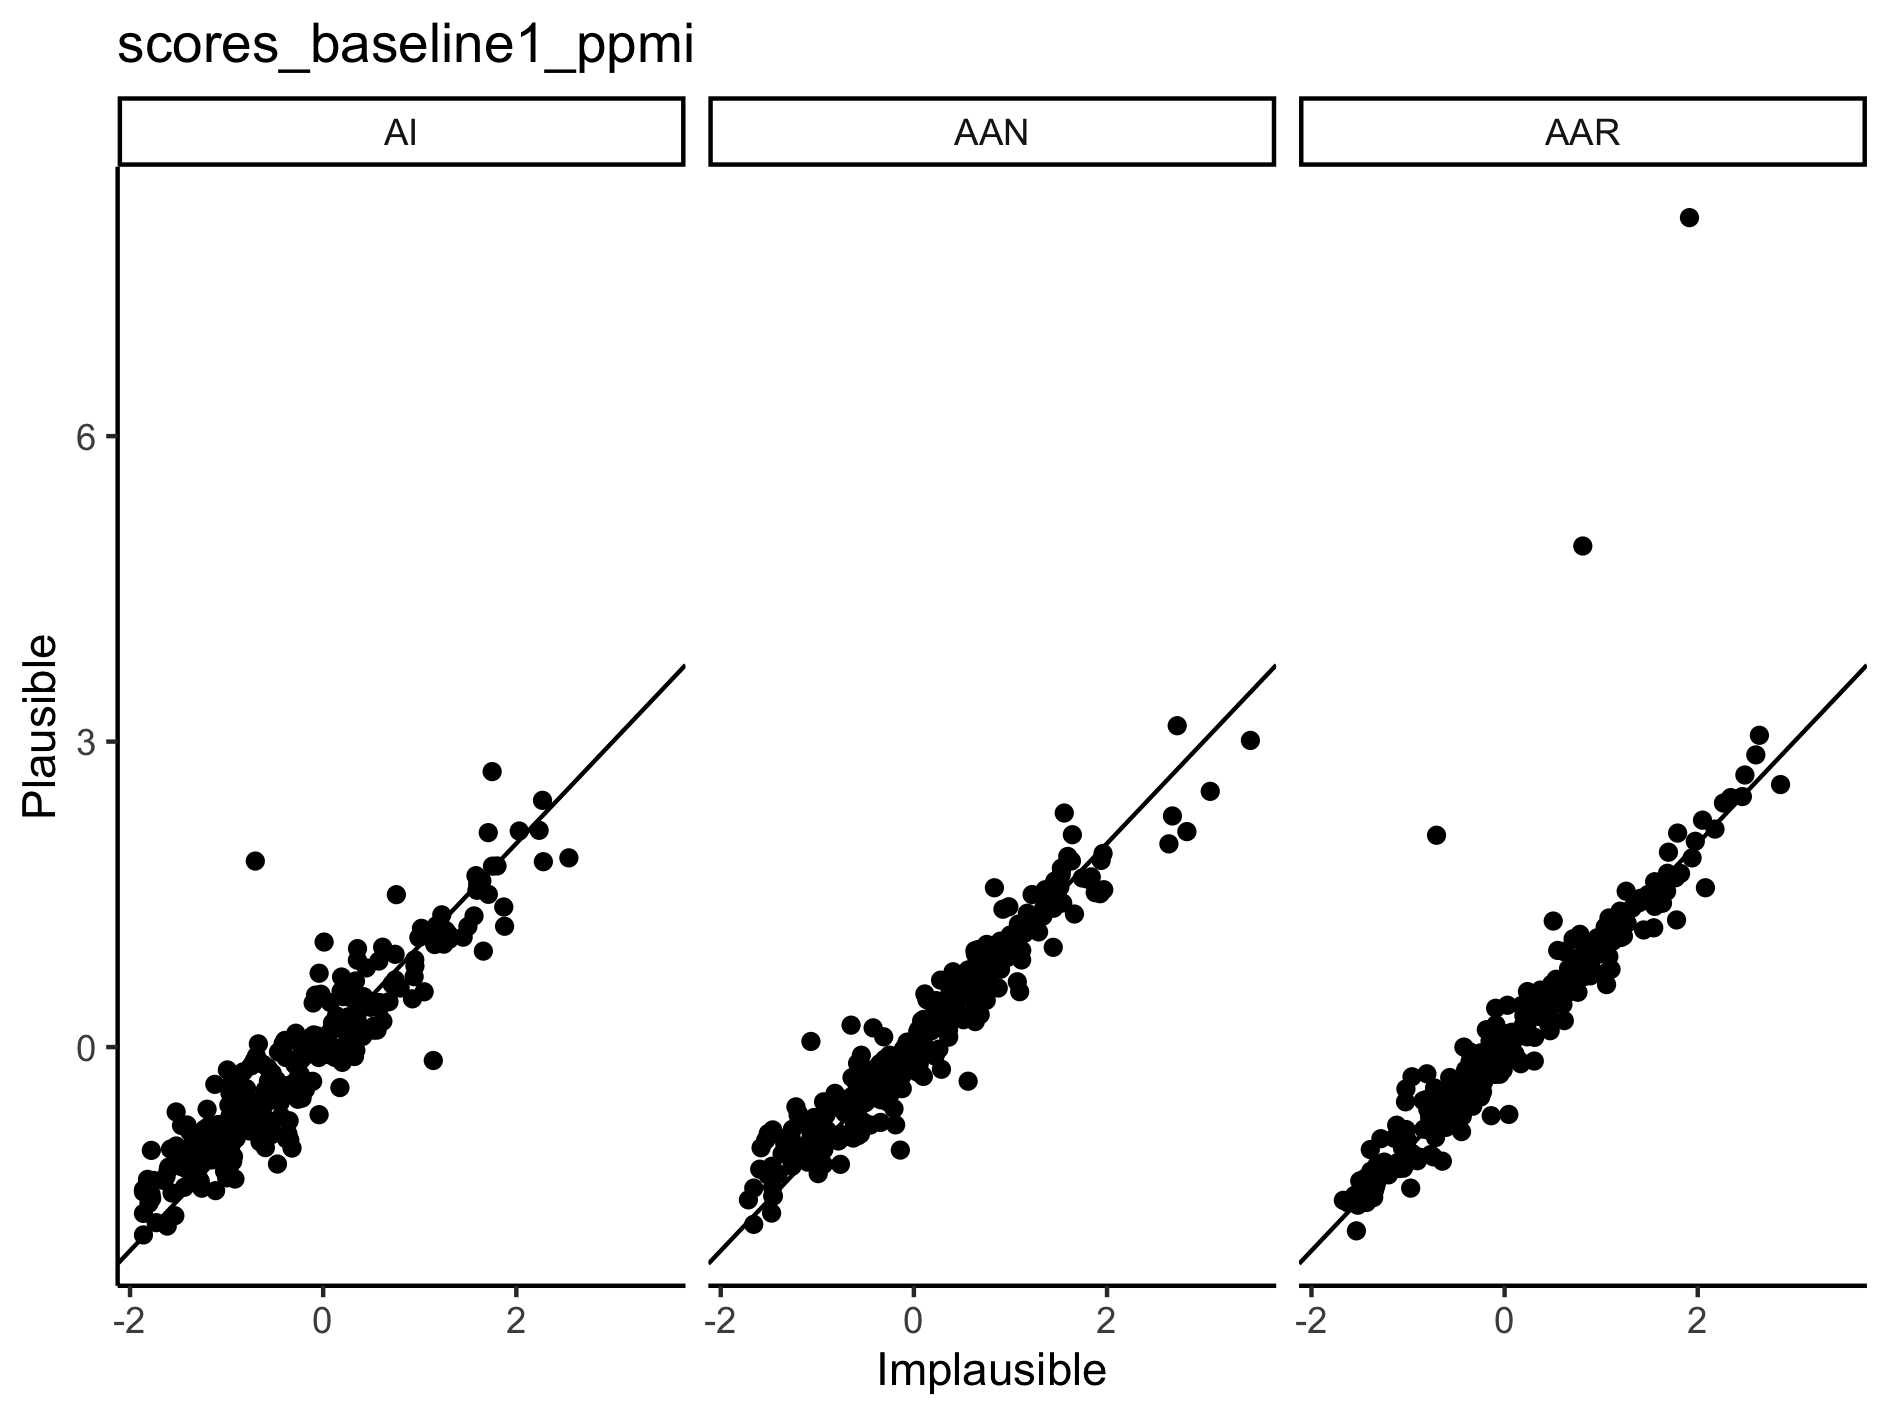 scores_baseline1_ppmi
AI
AAN
AAR
Plausible
6
3
0
-2 0 2
-2 0 2
-2 0 2
Implausible